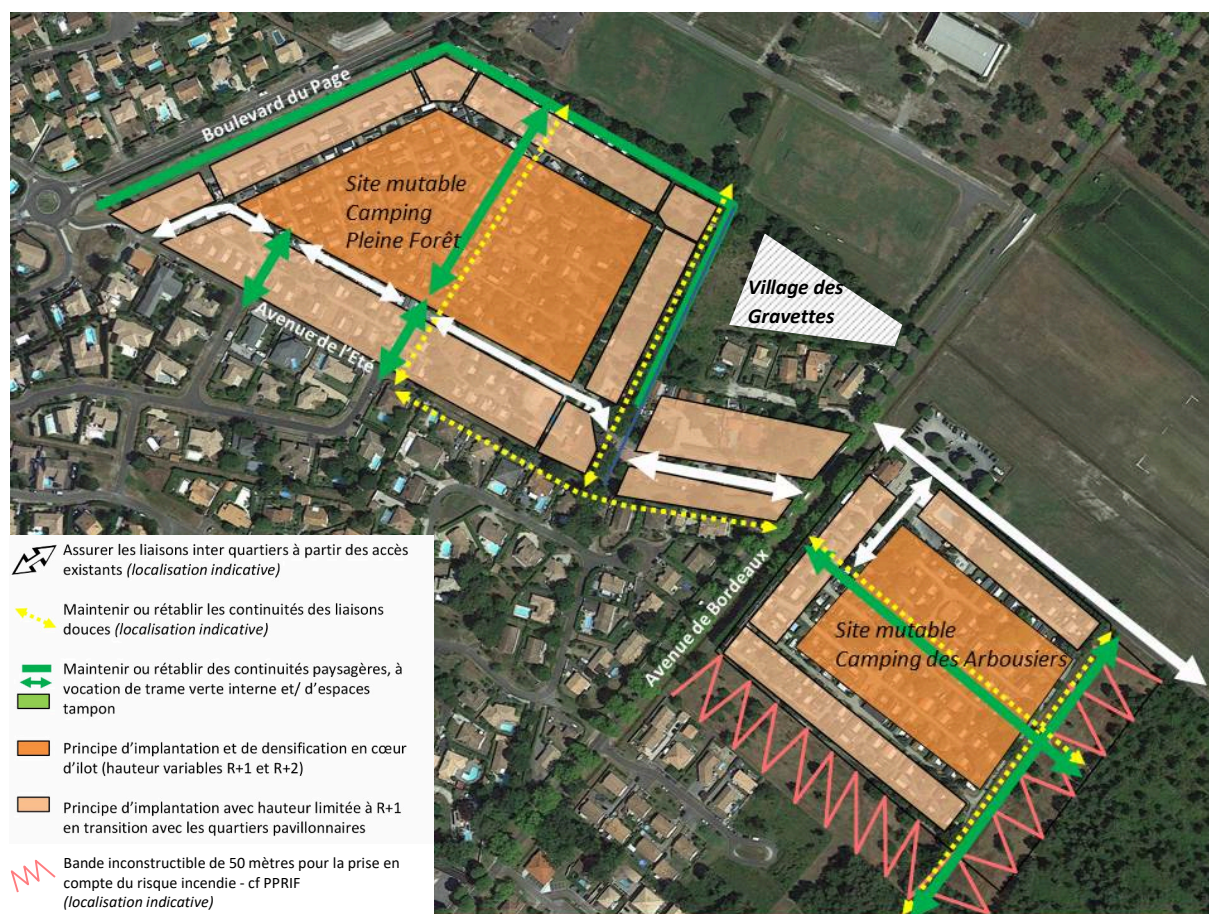 Boulevard du Page
Site mutable
Camping
Pleine Forêt
Avenue de l'Eté
Village des
Gravettes
Avenue de Bordeaux
Site mutable
Camping des Arbousiers
Assurer les liaisons inter quartiers à partir des accès
existants (localisation indicative)
Maintenir ou rétablir les continuités des liaisons
douces (localisation indicative)
Maintenir ou rétablir des continuités paysagères, à
vocation de trame verte interne et/ d'espaces
tampon
Principe d'implantation et de densification en cœur
d'ilot (hauteur variables R+1 et R+2)
Principe d'implantation avec hauteur limitée à R+1
en transition avec les quartiers pavillonnaires
Bande inconstructible de 50 mètres pour la prise en
compte du risque incendie - cf PPRIF
(localisation indicative)